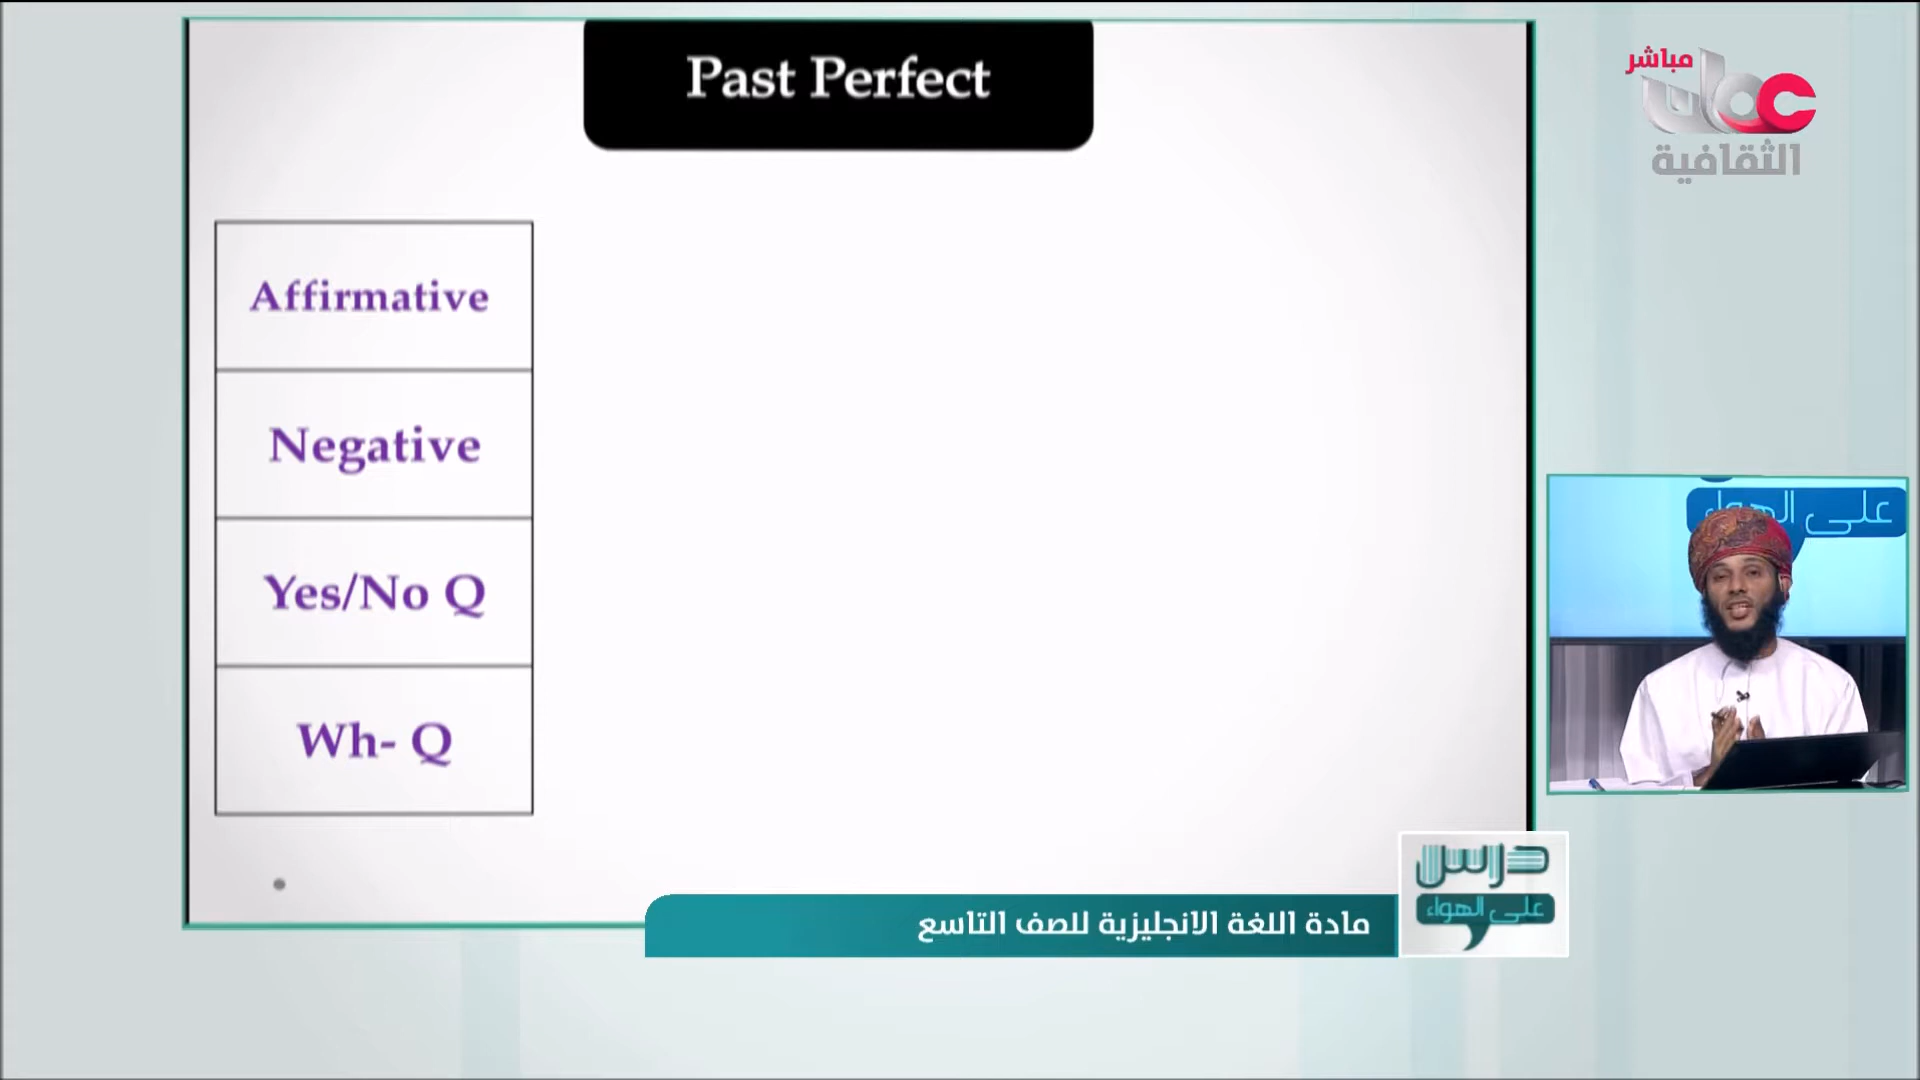 Past Perfect
مباشر
عمان
الثقافية
Affirmative
Negative
Yes/No Q
Wh- Q
على الهواء
درس
على الهواء
مادة اللغة الانجليزية للصف التاسع